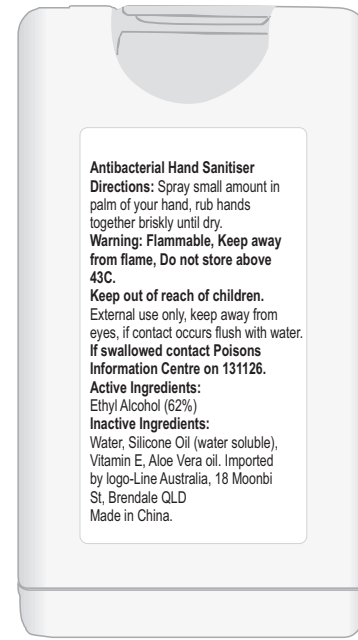 Antibacterial Hand Sanitiser
Directions: Spray small amount in
palm of your hand, rub hands
together briskly until dry.
Warning: Flammable, Keep away
from flame, Do not store above
43C.
Keep out of reach of children.
External use only, keep away from
eyes, if contact occurs flush with water.
If swallowed contact Poisons
Information Centre on 131126.
Active Ingredients:
Ethyl Alcohol (62%)
Inactive Ingredients:
Water, Silicone Oil (water soluble),
Vitamin E, Aloe Vera oil. Imported
by logo-Line Australia, 18 Moonbi
St, Brendale QLD
Made in China.